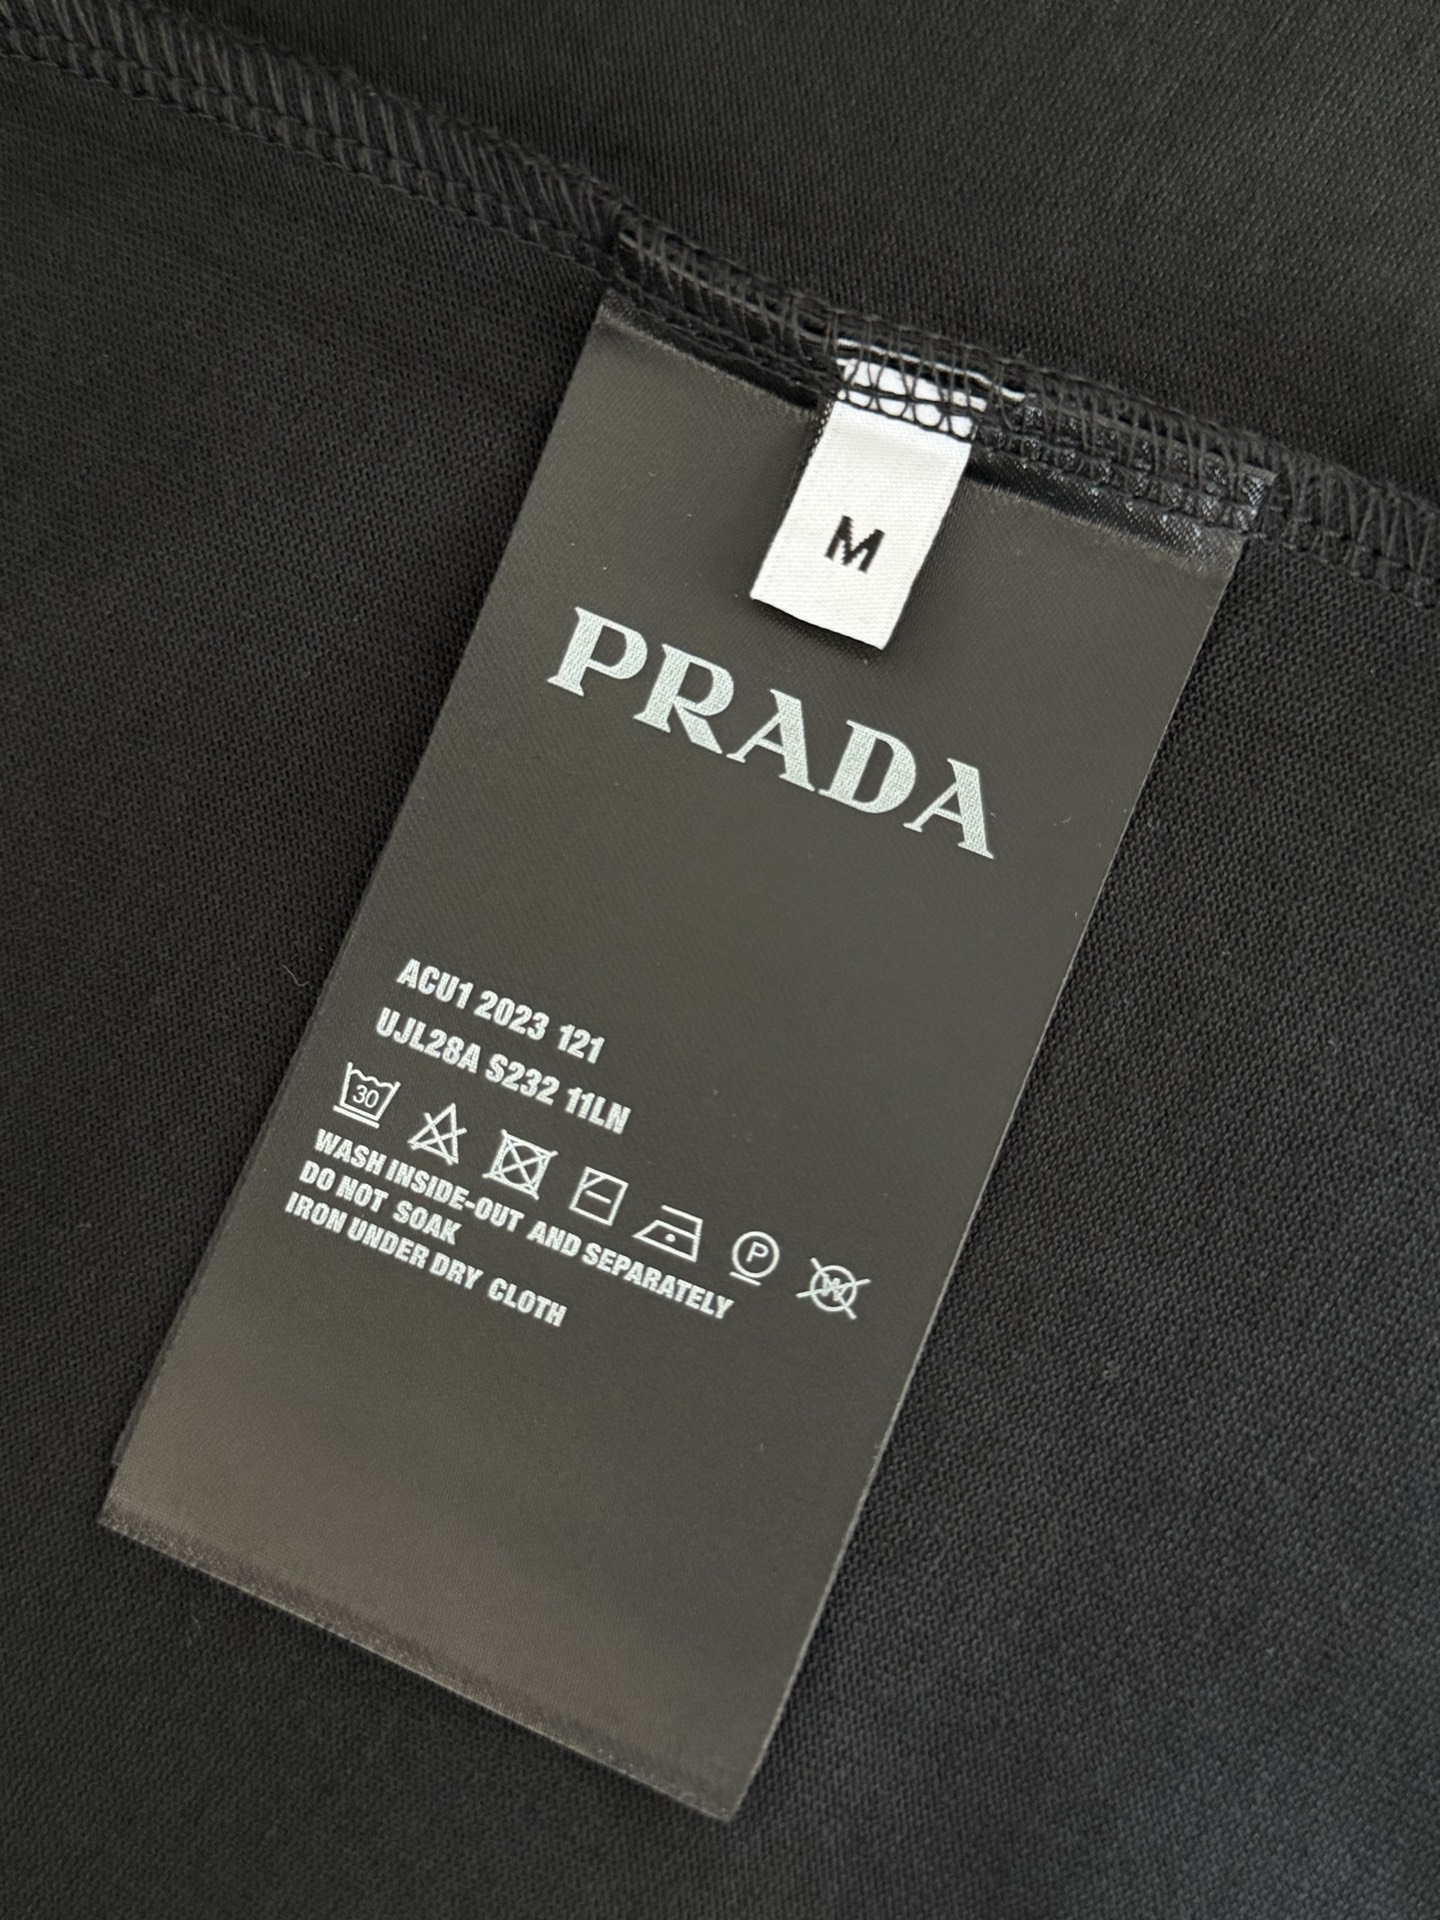 M
PRADA
ACU1 2023 121
UJL28A S232 11LN
30
P
W
WASH INSIDE-OUT AND SEPARATELY
DO NOT SOAK
IRON UNDER DRY CLOTH